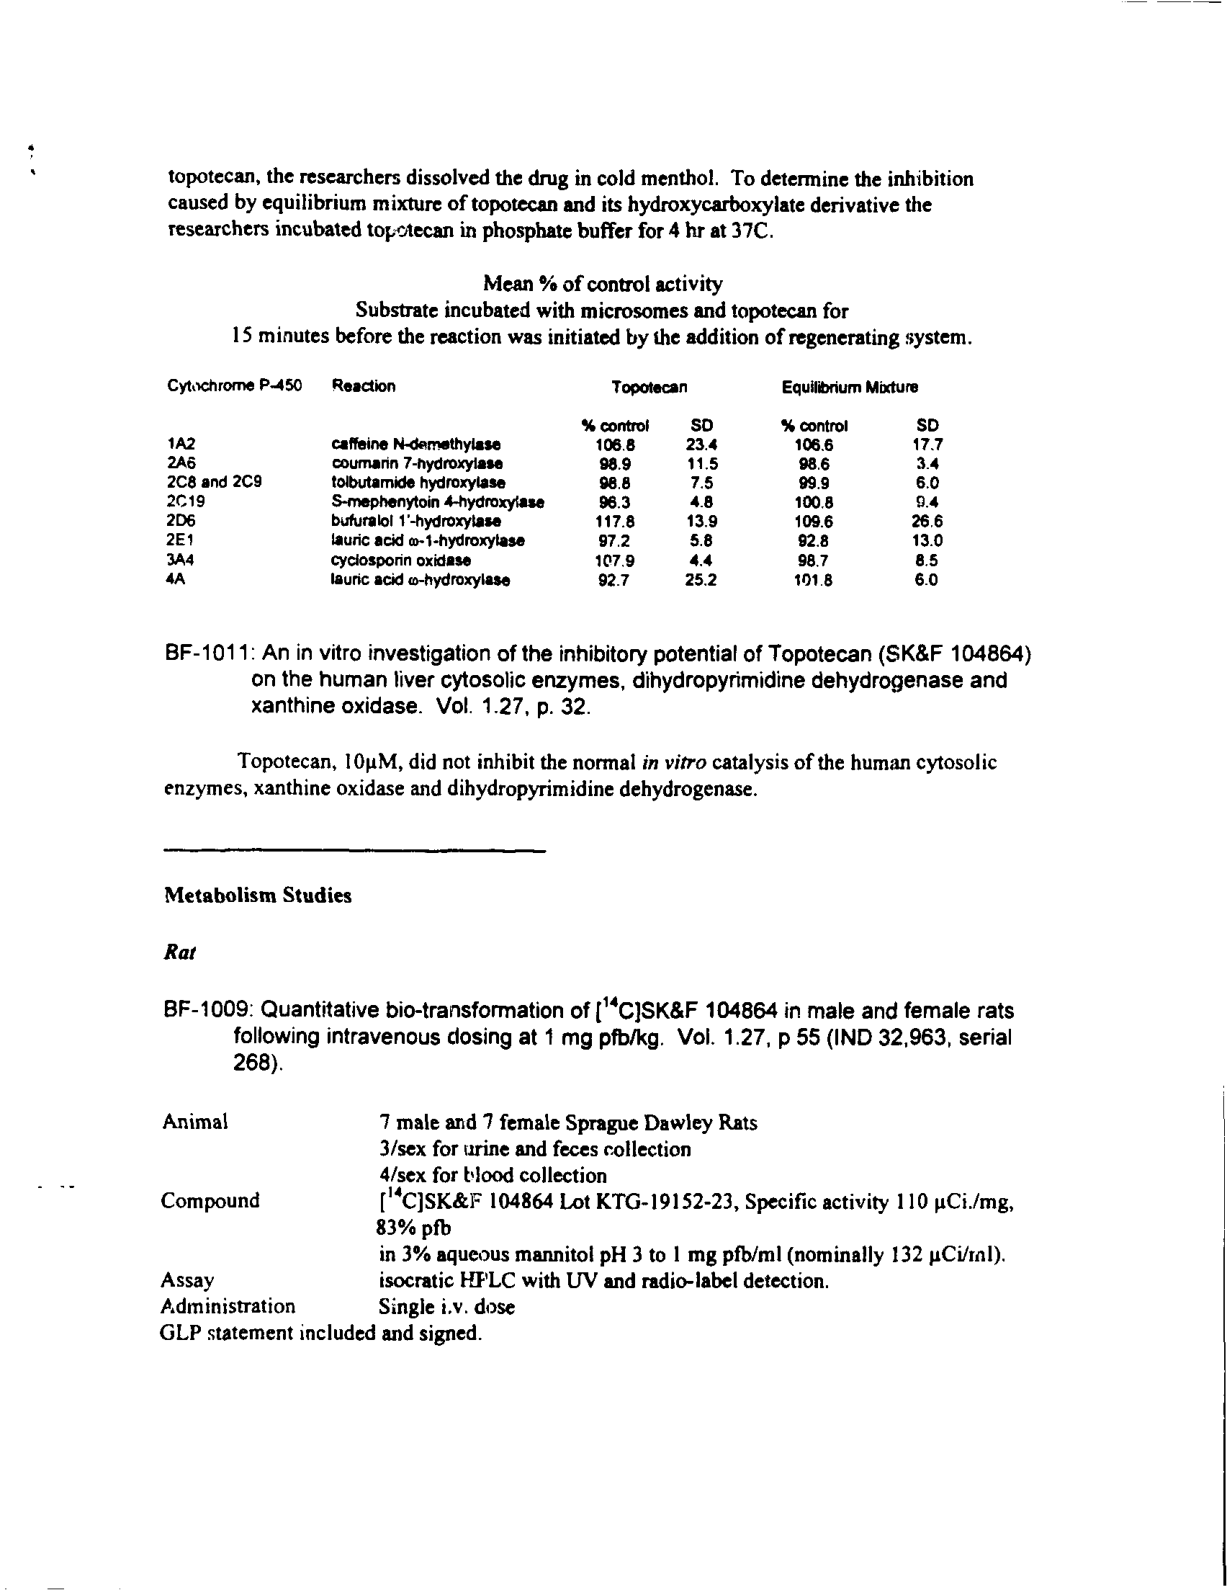 topotecan, the researchers dissolved the drug in cold menthol. To determine the inhibition
caused by equilibrium mixture of topotecan and its hydroxycarboxylate derivative the
researchers incubated topotecan in phosphate buffer for 4 hr at 37C.
Mean % of control activity
Substrate incubated with microsomes and topotecan for
15 minutes before the reaction was initiated by the addition of regenerating system.
Cytochrome P-450 Reaction Topotecan Equilibrium Mixture
% control SD % control SD
1A2 caffeine N-demethylase 106.8 23.4 106.6 17.7
2A6 coumarin 7-hydroxylase 98.9 11.5 98.6 3.4
2C8 and 2C9 tolbutamide hydroxylase 98.8 7.5 99.9 6.0
2C19 S-mephenytoin 4-hydroxylase 96.3 4.8 100.8 9.4
2D6 bufuralol 1'-hydroxylase 117.8 13.9 109.6 26.6
2E1 lauric acid ω-1-hydroxylase 97.2 5.8 92.8 13.0
3A4 cyclosporin oxidase 107.9 4.4 98.7 8.5
4A lauric acid ω-hydroxylase 92.7 25.2 101.8 6.0
BF-1011: An in vitro investigation of the inhibitory potential of Topotecan (SK&F 104864)
on the human liver cytosolic enzymes, dihydropyrimidine dehydrogenase and
xanthine oxidase. Vol. 1.27, p. 32.
Topotecan, 10μM, did not inhibit the normal in vitro catalysis of the human cytosolic
enzymes, xanthine oxidase and dihydropyrimidine dehydrogenase.
Metabolism Studies
Rat
BF-1009: Quantitative bio-transformation of [¹⁴C]SK&F 104864 in male and female rats
following intravenous dosing at 1 mg pfb/kg. Vol. 1.27, p 55 (IND 32,963, serial
268).
Animal 7 male and 7 female Sprague Dawley Rats
3/sex for urine and feces collection
4/sex for blood collection
Compound [¹⁴C]SK&F 104864 Lot KTG-19152-23, Specific activity 110 μCi./mg,
83% pfb
in 3% aqueous mannitol pH 3 to 1 mg pfb/ml (nominally 132 μCi/ml).
Assay isocratic HPLC with UV and radio-label detection.
Administration Single i.v. dose
GLP statement included and signed.